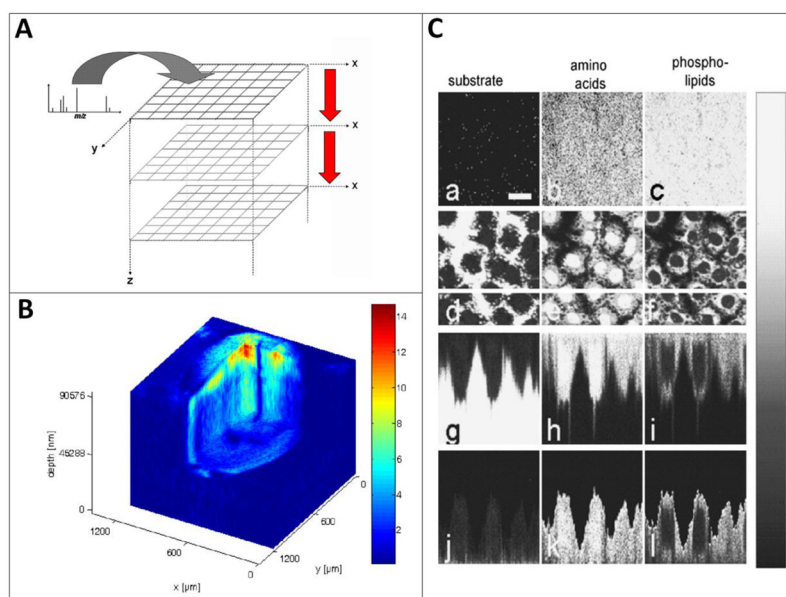 A
m/z
x
x
x
y
z
B
90576
45288
0
depth [nm]
1200
600
0
x [µm]
1200
600
0
y [µm]
14
12
10
8
6
4
2
C
substrate
amino
acids
phospho-
lipids
a
b
c
d
e
f
g
h
i
j
k
l